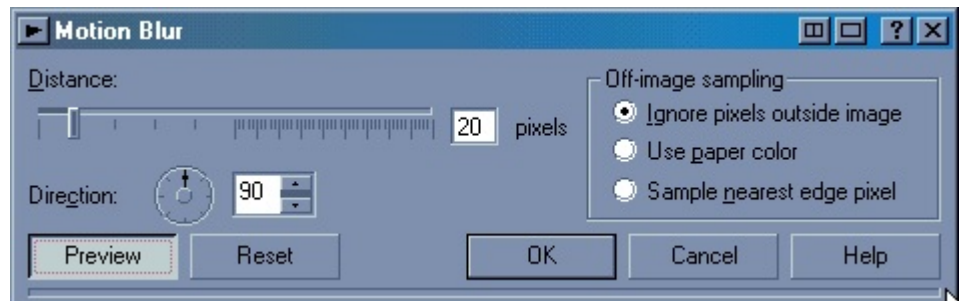 Motion Blur
Distance:
20 pixels
Direction:
90
Off-image sampling
Ignore pixels outside image
Use paper color
Sample nearest edge pixel
Preview Reset OK Cancel Help